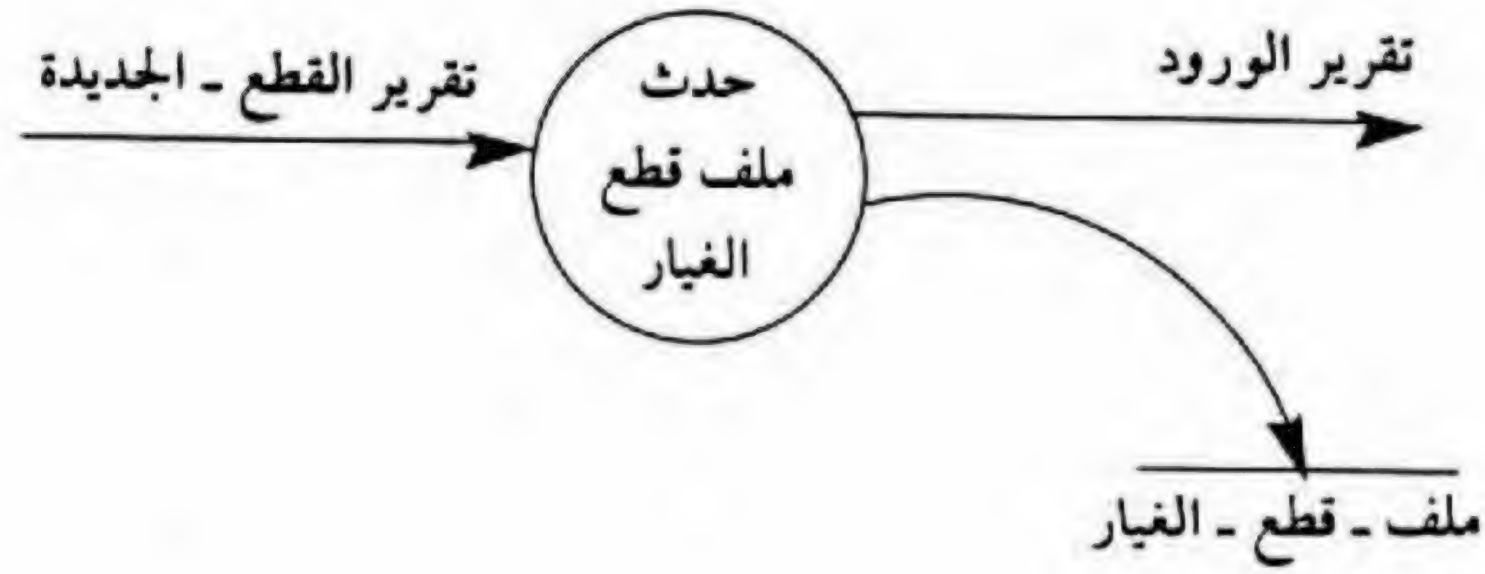 تقرير الورود
حدث
ملف قطع
الغيار
تقرير القطع - الجديدة
ملف - قطع - الغيار